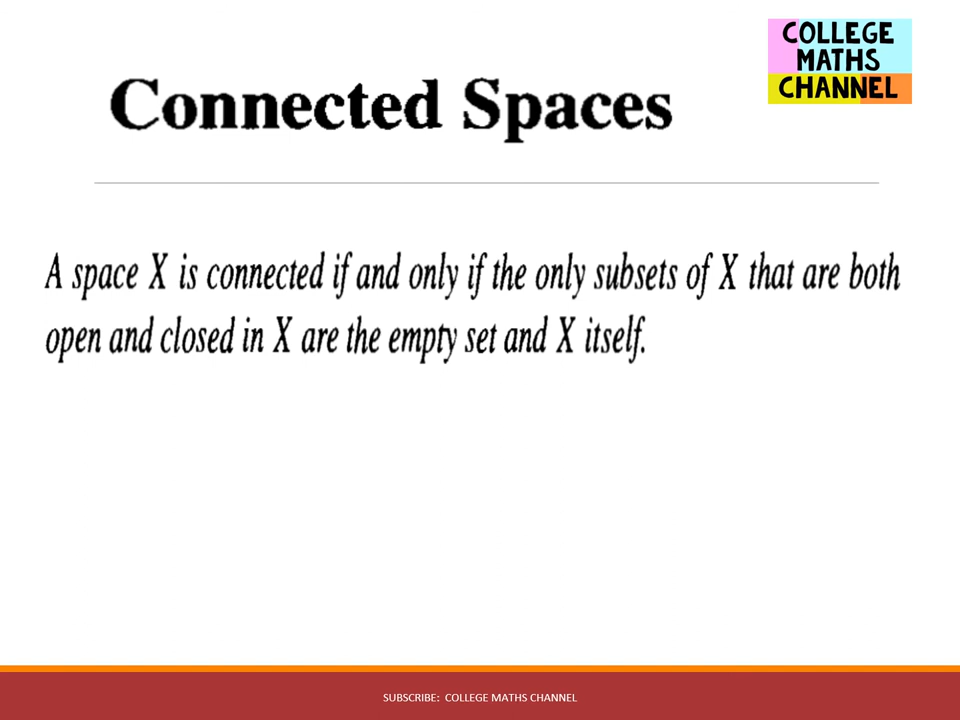 COLLEGE
MATHS
CHANNEL
Connected Spaces
A space X is connected if and only if the only subsets of X that are both
open and closed in X are the empty set and X itself.
SUBSCRIBE: COLLEGE MATHS CHANNEL